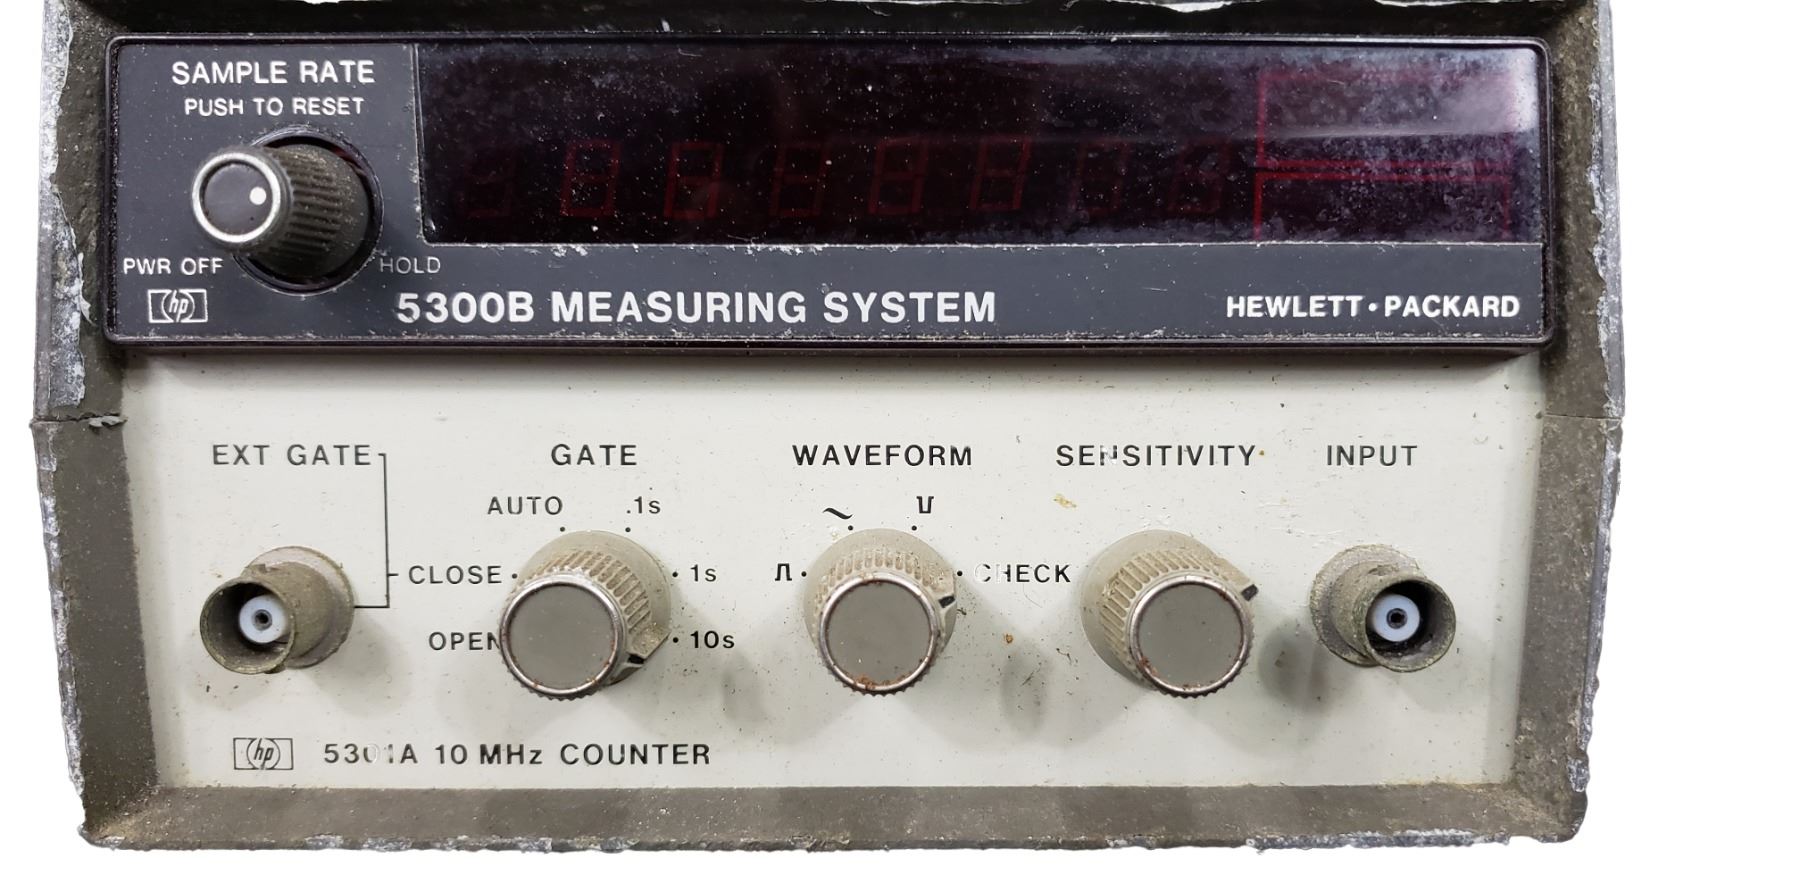 SAMPLE RATE
PUSH TO RESET
PWR OFF
HOLD
hp
5300B MEASURING SYSTEM
HEWLETT • PACKARD
EXT GATE
GATE
WAVEFORM
SENSITIVITY
INPUT
AUTO
.1s
CLOSE
1s
CHECK
OPEN
10s
hp 5301A 10 MHz COUNTER